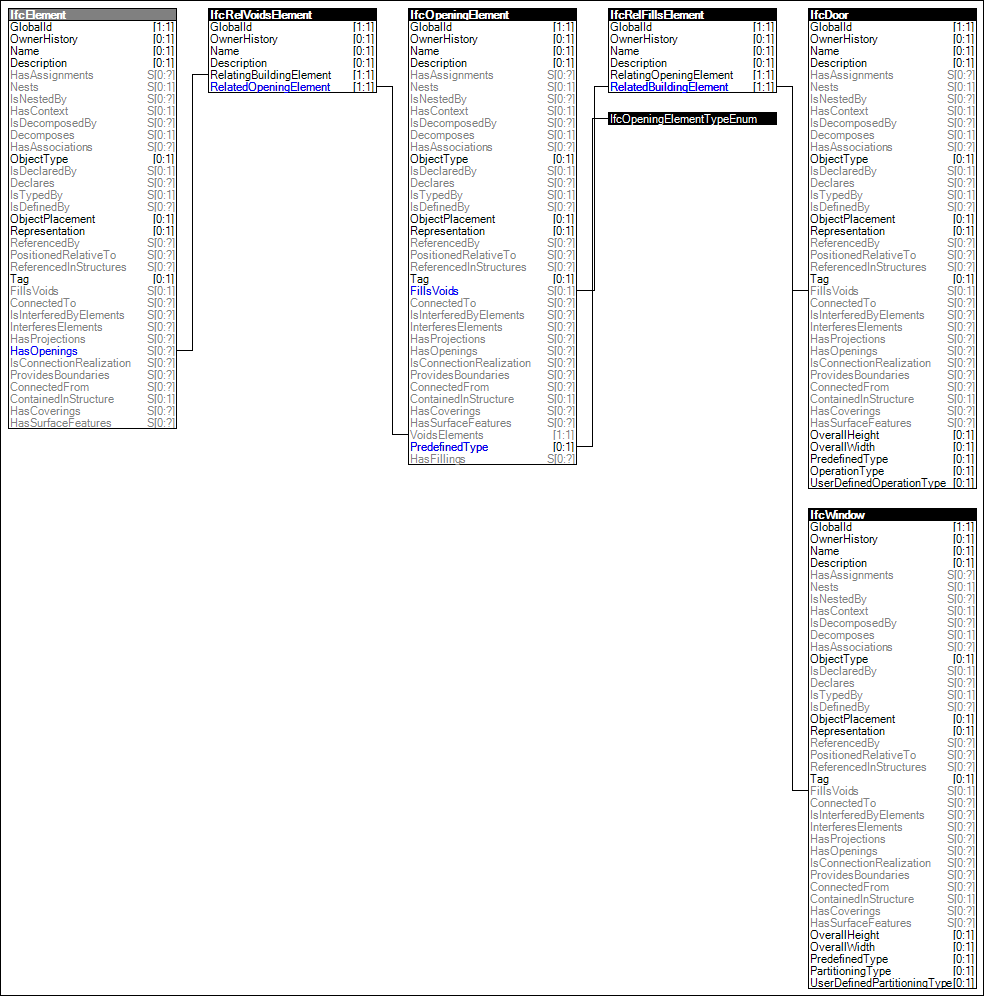 IfcElement
GlobalId [1:1]
OwnerHistory [0:1]
Name [0:1]
Description [0:1]
HasAssignments S[0:?]
Nests S[0:1]
IsNestedBy S[0:?]
HasContext S[0:1]
IsDecomposedBy S[0:?]
Decomposes S[0:1]
HasAssociations S[0:?]
ObjectType [0:1]
IsDeclaredBy S[0:1]
Declares S[0:?]
IsTypedBy S[0:1]
IsDefinedBy S[0:?]
ObjectPlacement [0:1]
Representation [0:1]
ReferencedBy S[0:?]
PositionedRelativeTo S[0:?]
ReferencedInStructures S[0:?]
Tag [0:1]
FillsVoids S[0:1]
ConnectedTo S[0:?]
IsInterferedByElements S[0:?]
InterferesElements S[0:?]
HasProjections S[0:?]
HasOpenings S[0:?]
IsConnectionRealization S[0:?]
ProvidesBoundaries S[0:?]
ConnectedFrom S[0:?]
ContainedInStructure S[0:1]
HasCoverings S[0:?]
HasSurfaceFeatures S[0:?]
IfcRelVoidsElement
GlobalId [1:1]
OwnerHistory [0:1]
Name [0:1]
Description [0:1]
RelatingBuildingElement [1:1]
RelatedOpeningElement [1:1]
IfcOpeningElement
GlobalId [1:1]
OwnerHistory [0:1]
Name [0:1]
Description [0:1]
HasAssignments S[0:?]
Nests S[0:1]
IsNestedBy S[0:?]
HasContext S[0:1]
IsDecomposedBy S[0:?]
Decomposes S[0:1]
HasAssociations S[0:?]
ObjectType [0:1]
IsDeclaredBy S[0:1]
Declares S[0:?]
IsTypedBy S[0:1]
IsDefinedBy S[0:?]
ObjectPlacement [0:1]
Representation [0:1]
ReferencedBy S[0:?]
PositionedRelativeTo S[0:?]
ReferencedInStructures S[0:?]
Tag [0:1]
FillsVoids S[0:1]
ConnectedTo S[0:?]
IsInterferedByElements S[0:?]
InterferesElements S[0:?]
HasProjections S[0:?]
HasOpenings S[0:?]
IsConnectionRealization S[0:?]
ProvidesBoundaries S[0:?]
ConnectedFrom S[0:?]
ContainedInStructure S[0:1]
HasCoverings S[0:?]
HasSurfaceFeatures S[0:?]
VoidsElements [1:1]
PredefinedType [0:1]
HasFillings S[0:?]
IfcRelFillsElement
GlobalId [1:1]
OwnerHistory [0:1]
Name [0:1]
Description [0:1]
RelatingOpeningElement [1:1]
RelatedBuildingElement [1:1]
IfcOpeningElementTypeEnum
IfcDoor
GlobalId [1:1]
OwnerHistory [0:1]
Name [0:1]
Description [0:1]
HasAssignments S[0:?]
Nests S[0:1]
IsNestedBy S[0:?]
HasContext S[0:1]
IsDecomposedBy S[0:?]
Decomposes S[0:1]
HasAssociations S[0:?]
ObjectType [0:1]
IsDeclaredBy S[0:1]
Declares S[0:?]
IsTypedBy S[0:1]
IsDefinedBy S[0:?]
ObjectPlacement [0:1]
Representation [0:1]
ReferencedBy S[0:?]
PositionedRelativeTo S[0:?]
ReferencedInStructures S[0:?]
Tag [0:1]
FillsVoids S[0:1]
ConnectedTo S[0:?]
IsInterferedByElements S[0:?]
InterferesElements S[0:?]
HasProjections S[0:?]
HasOpenings S[0:?]
IsConnectionRealization S[0:?]
ProvidesBoundaries S[0:?]
ConnectedFrom S[0:?]
ContainedInStructure S[0:1]
HasCoverings S[0:?]
HasSurfaceFeatures S[0:?]
OverallHeight [0:1]
OverallWidth [0:1]
PredefinedType [0:1]
OperationType [0:1]
UserDefinedOperationType [0:1]
IfcWindow
GlobalId [1:1]
OwnerHistory [0:1]
Name [0:1]
Description [0:1]
HasAssignments S[0:?]
Nests S[0:1]
IsNestedBy S[0:?]
HasContext S[0:1]
IsDecomposedBy S[0:?]
Decomposes S[0:1]
HasAssociations S[0:?]
ObjectType [0:1]
IsDeclaredBy S[0:1]
Declares S[0:?]
IsTypedBy S[0:1]
IsDefinedBy S[0:?]
ObjectPlacement [0:1]
Representation [0:1]
ReferencedBy S[0:?]
PositionedRelativeTo S[0:?]
ReferencedInStructures S[0:?]
Tag [0:1]
FillsVoids S[0:1]
ConnectedTo S[0:?]
IsInterferedByElements S[0:?]
InterferesElements S[0:?]
HasProjections S[0:?]
HasOpenings S[0:?]
IsConnectionRealization S[0:?]
ProvidesBoundaries S[0:?]
ConnectedFrom S[0:?]
ContainedInStructure S[0:1]
HasCoverings S[0:?]
HasSurfaceFeatures S[0:?]
OverallHeight [0:1]
OverallWidth [0:1]
PredefinedType [0:1]
PartitioningType [0:1]
UserDefinedPartitioningType [0:1]